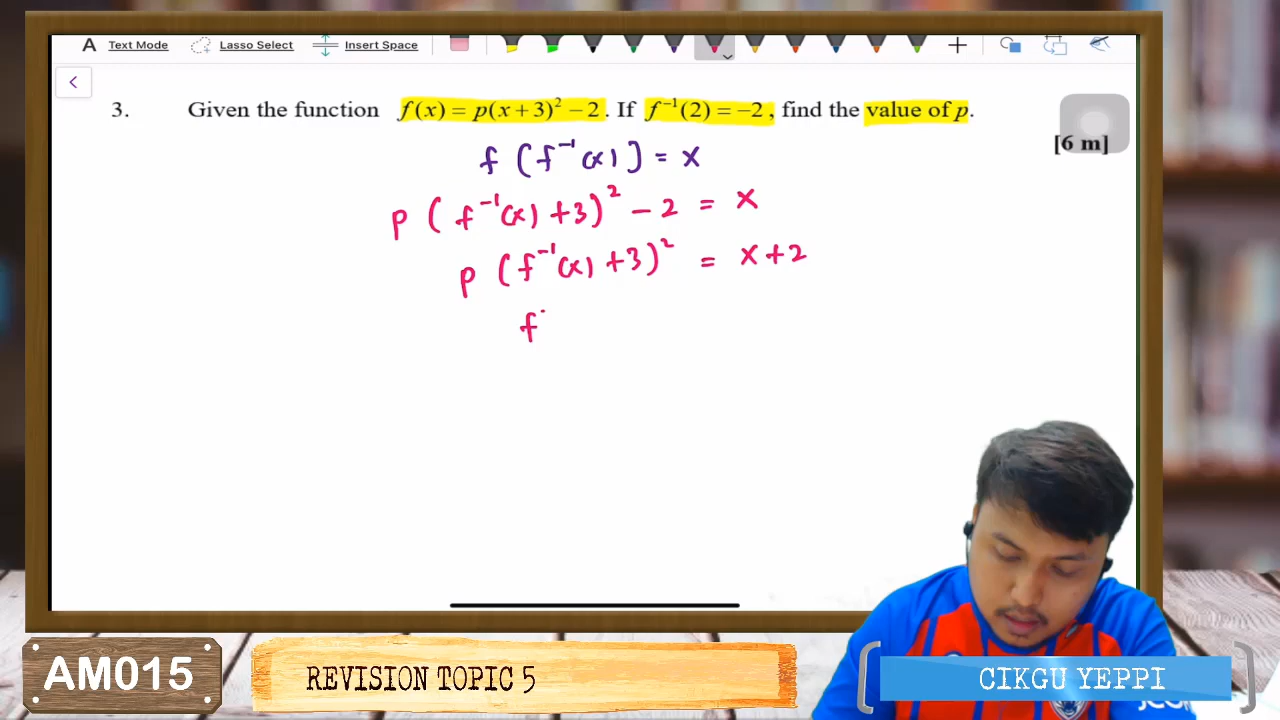 A Text Mode Lasso Select Insert Space
3. Given the function f(x) = p(x+3)² − 2. If f⁻¹(2) = −2, find the value of p.
[6 m]
f(f⁻¹(x)) = x
p(f⁻¹(x) + 3)² − 2 = x
p(f⁻¹(x) + 3)² = x + 2
f
AM015
REVISION TOPIC 5
CIKGU YEPPI